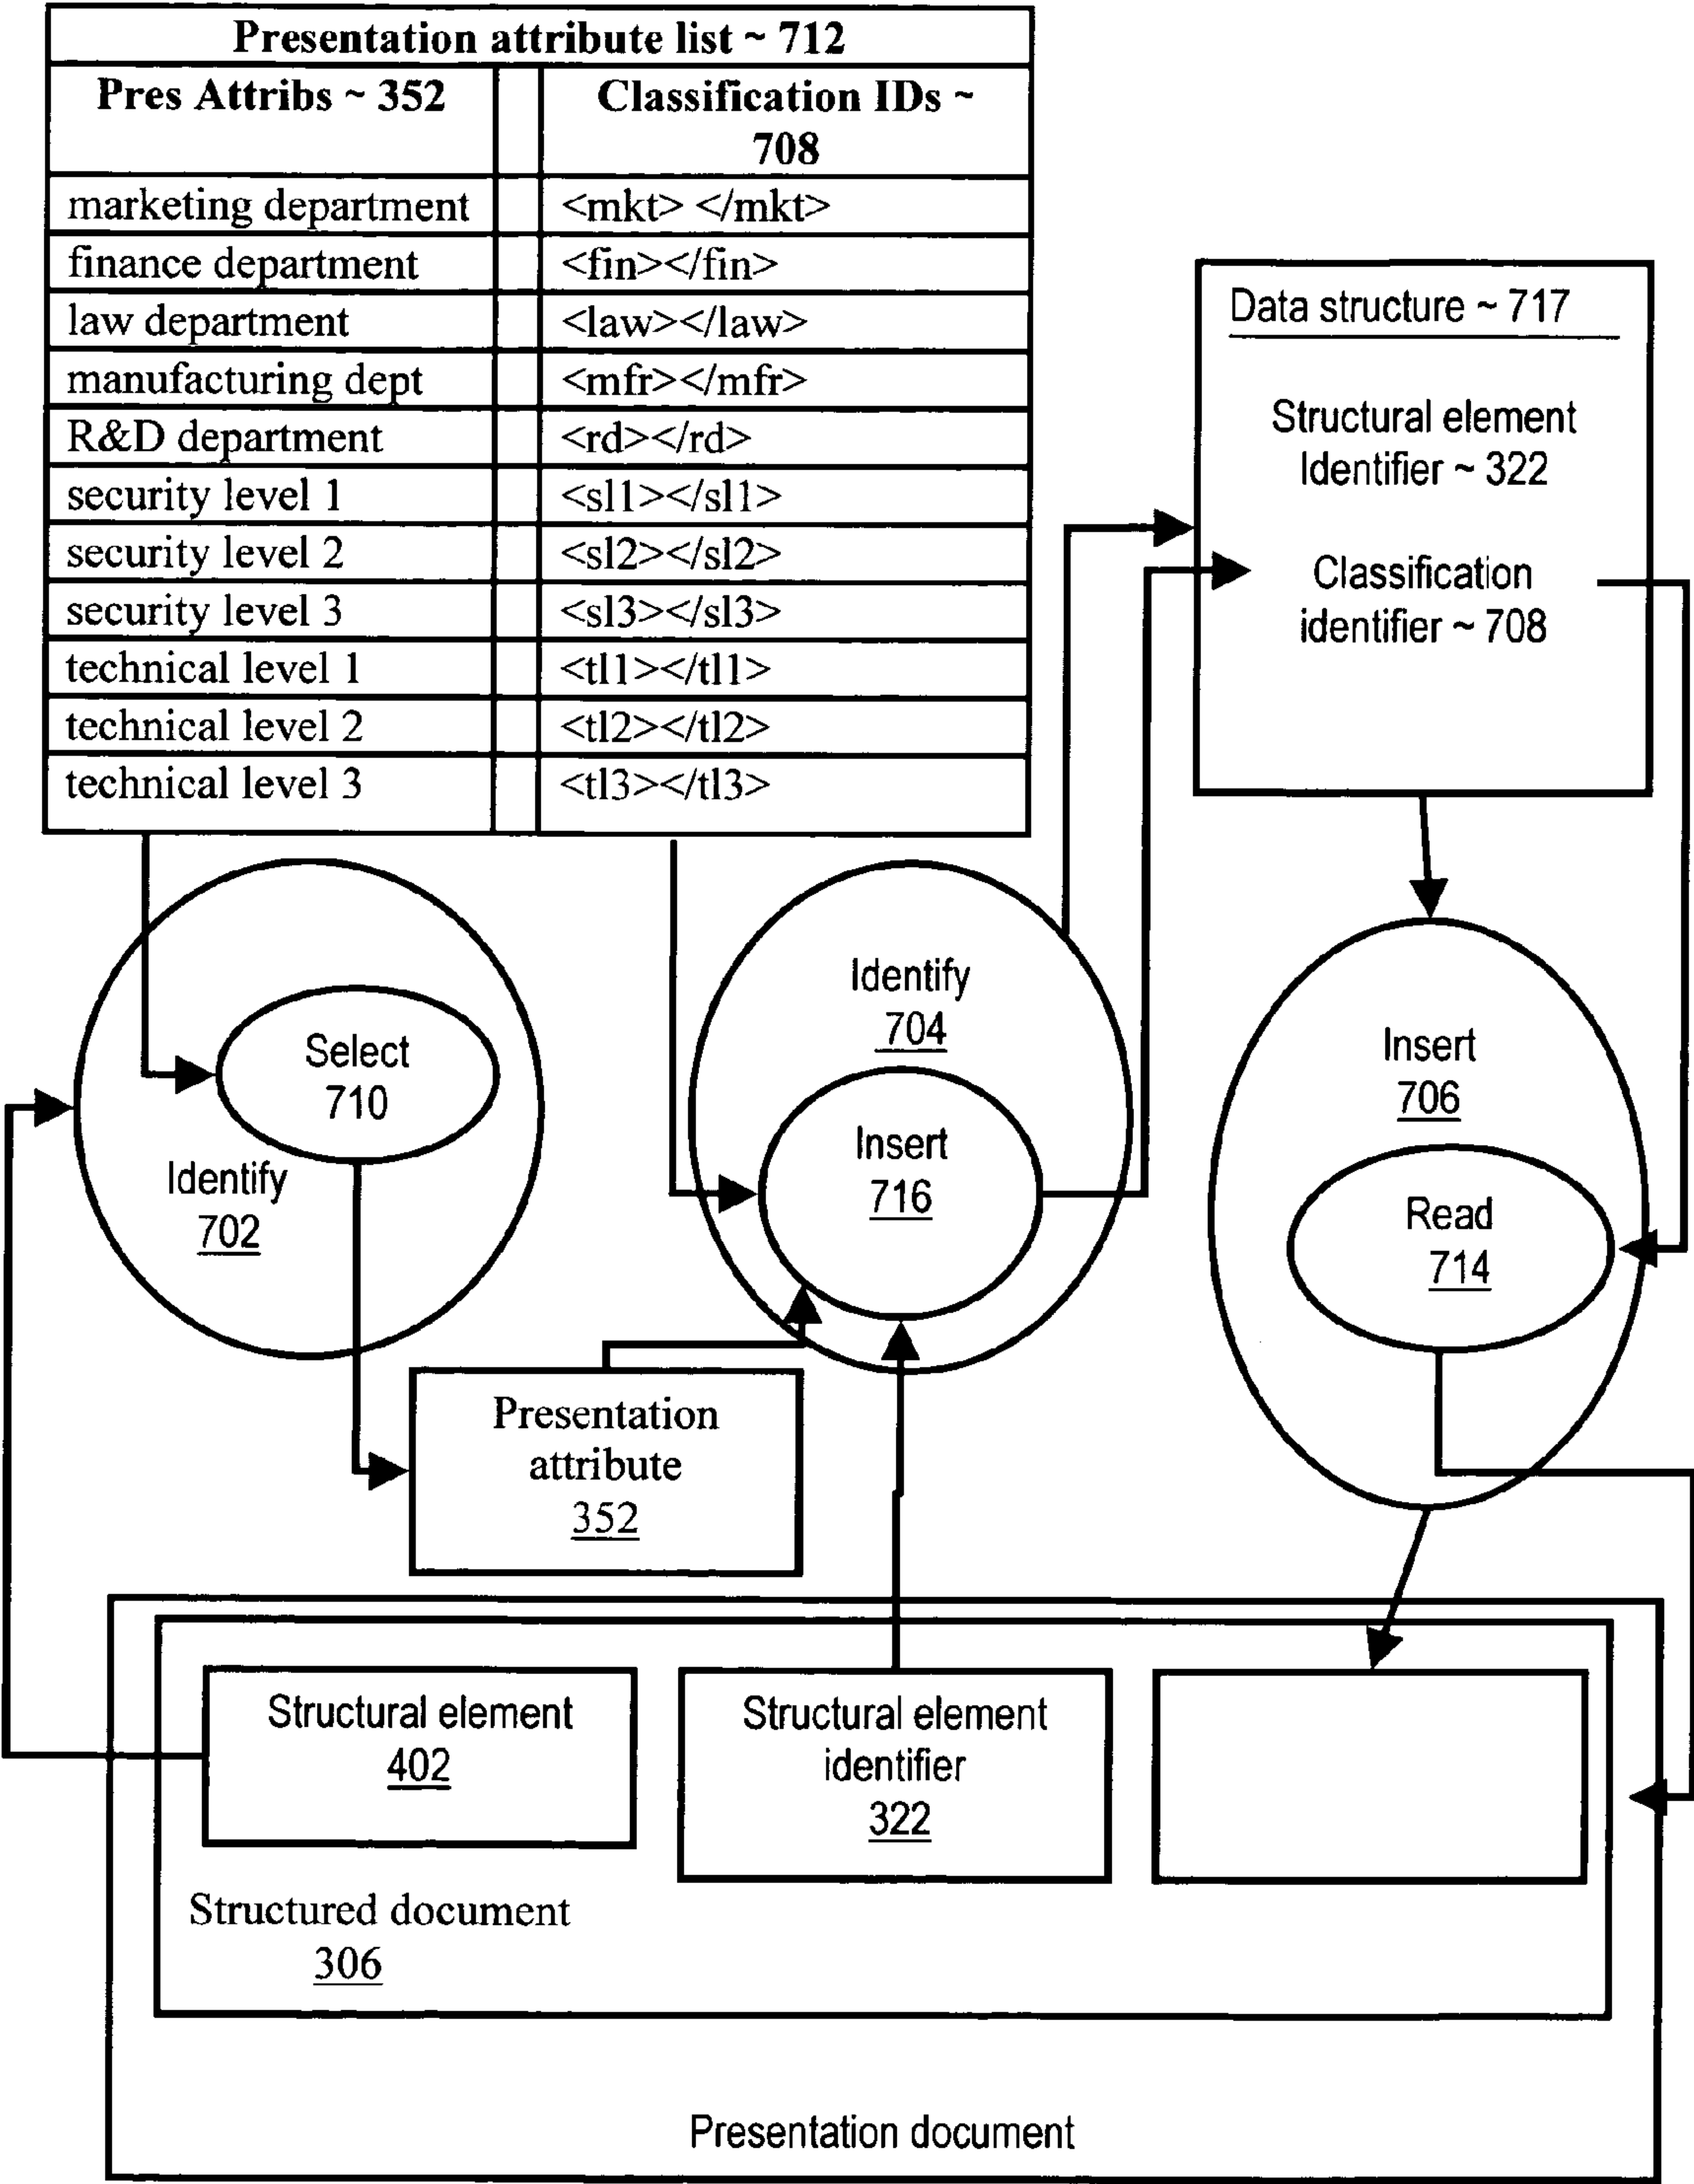 Presentation attribute list ~ 712
Pres Attribs ~ 352
Classification IDs ~
708
marketing department
<mkt> </mkt>
finance department
<fin></fin>
law department
<law></law>
manufacturing dept
<mfr></mfr>
R&D department
<rd></rd>
security level 1
<sl1></sl1>
security level 2
<sl2></sl2>
security level 3
<sl3></sl3>
technical level 1
<tl1></tl1>
technical level 2
<tl2></tl2>
technical level 3
<tl3></tl3>
Data structure ~ 717
Structural element
Identifier ~ 322
Classification
identifier ~ 708
Select
710
Identify
702
Identify
704
Insert
716
Insert
706
Read
714
Presentation
attribute
352
Structural element
402
Structural element
identifier
322
Structured document
306
Presentation document